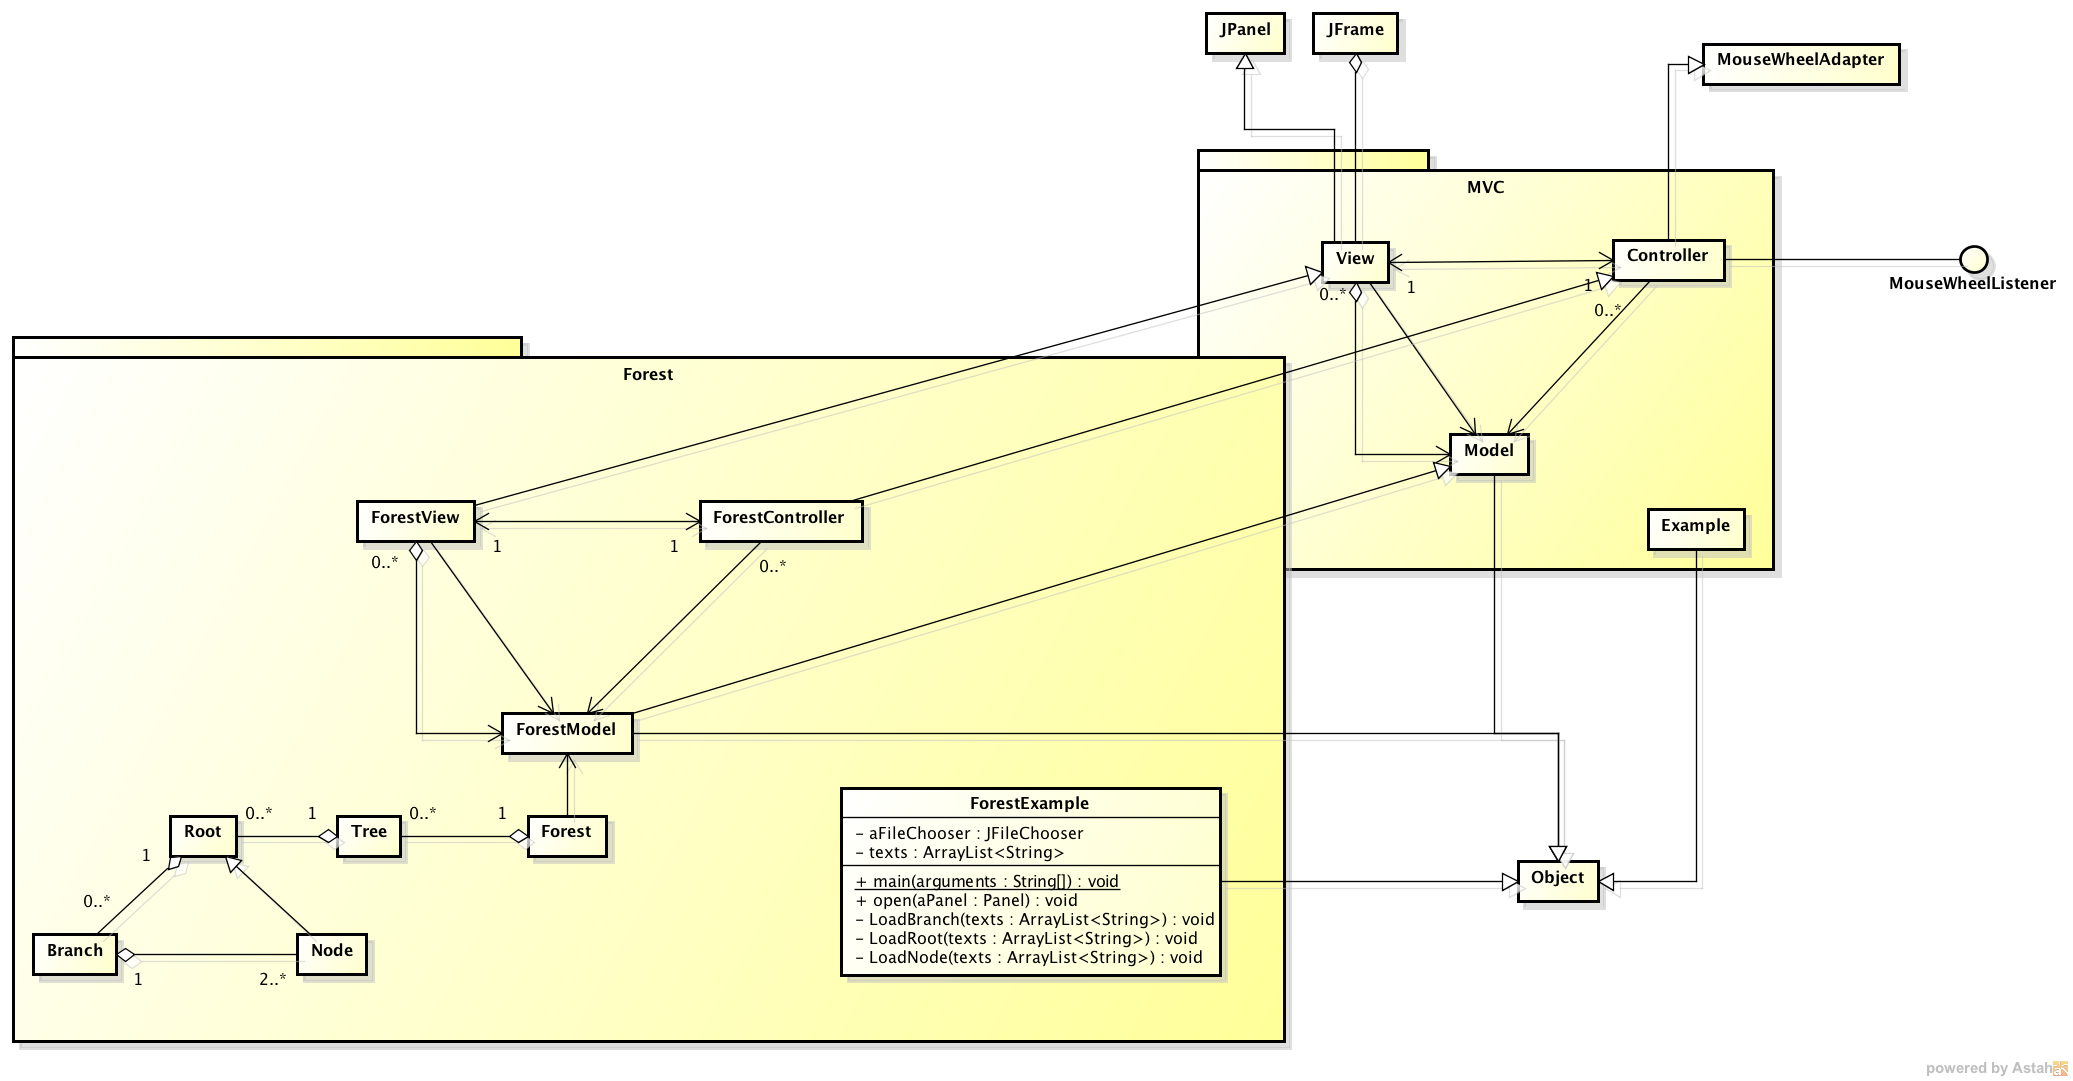 JPanel
JFrame
MouseWheelAdapter
MVC
View
Controller
MouseWheelListener
0..*
1
1
0..*
Forest
Model
ForestView
ForestController
Example
1
1
0..*
0..*
ForestModel
ForestExample
- aFileChooser : JFileChooser
- texts : ArrayList<String>
+ main(arguments : String[]) : void
+ open(aPanel : Panel) : void
- LoadBranch(texts : ArrayList<String>) : void
- LoadRoot(texts : ArrayList<String>) : void
- LoadNode(texts : ArrayList<String>) : void
0..*
1
0..*
1
Root
Tree
Forest
1
Object
0..*
Branch
Node
1
2..*
powered by Astah